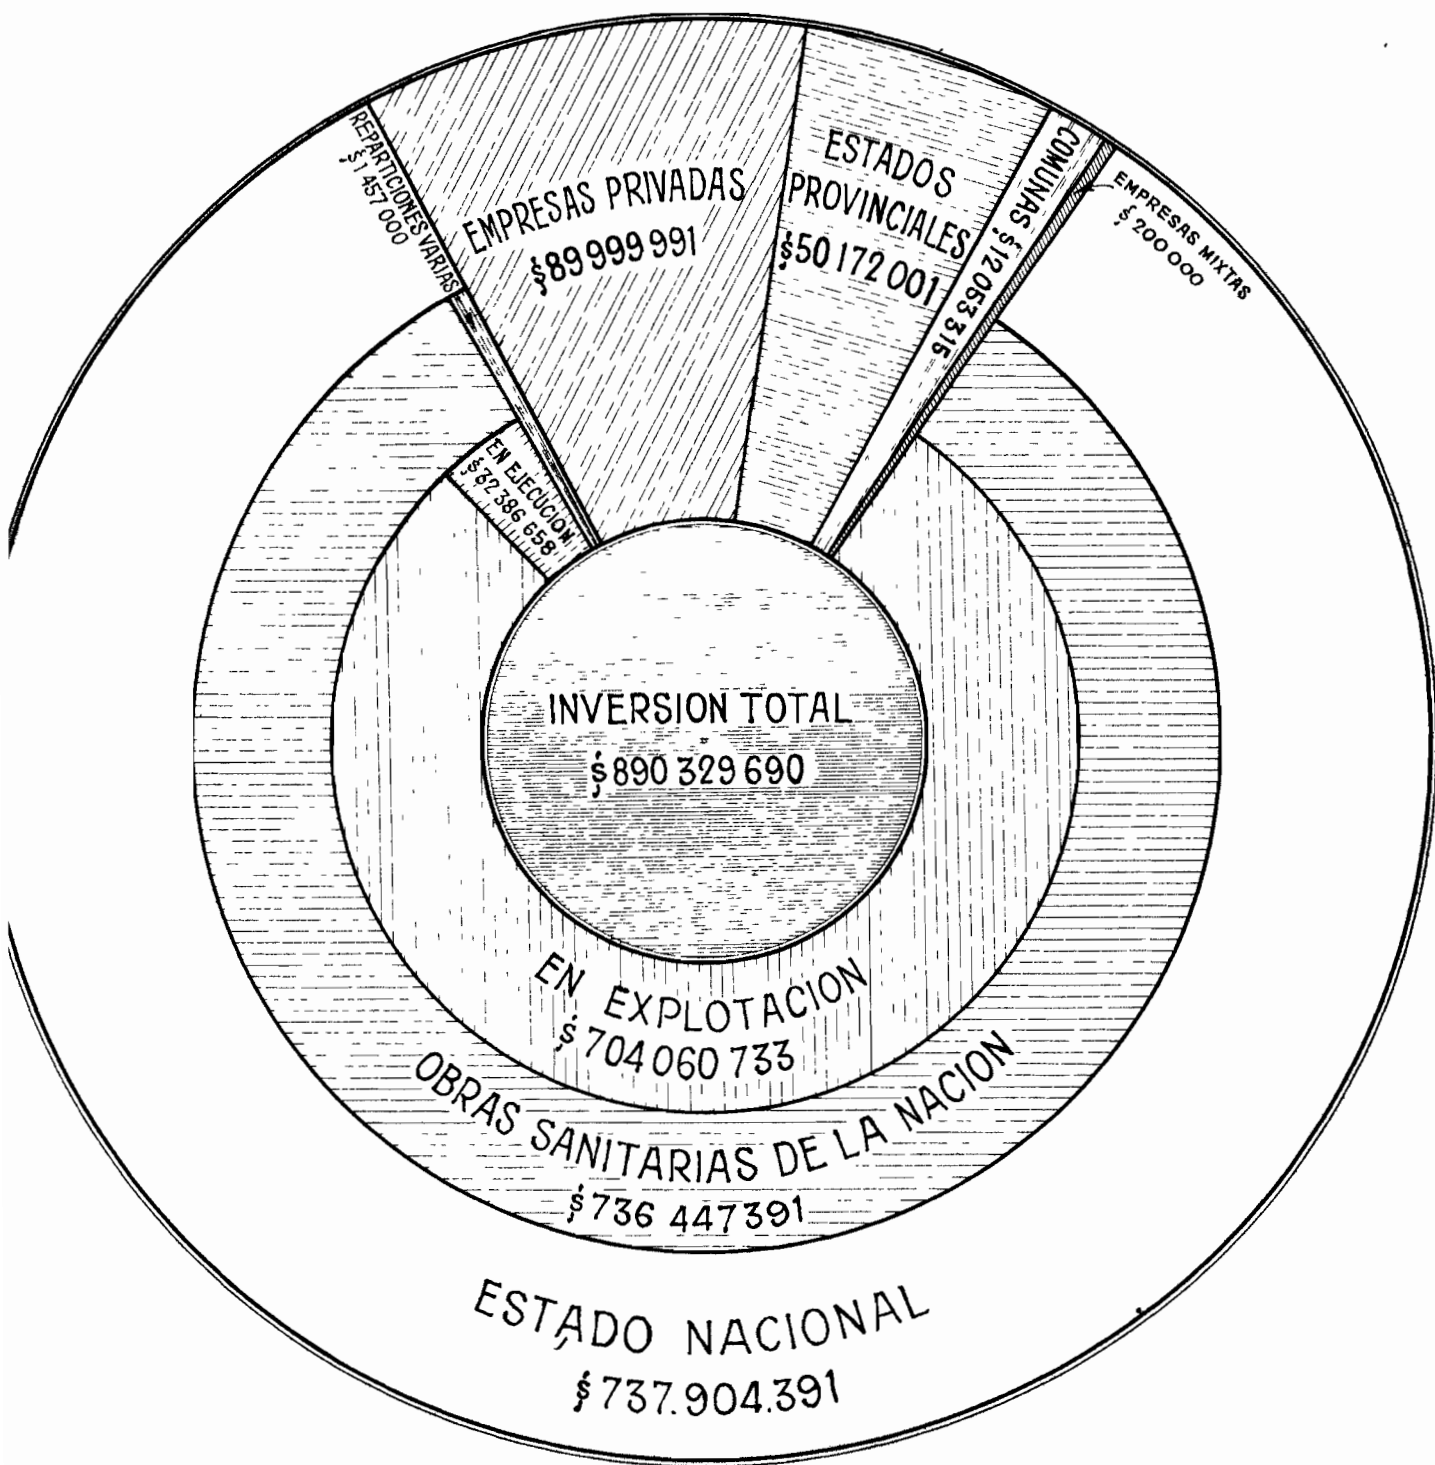 REPARTICIONES VARIAS
$1 457 000
EMPRESAS PRIVADAS
$89 999 991
ESTADOS
PROVINCIALES
$50 172 001
COMUNAS $12 053 315
EMPRESAS MIXTAS
$200 000
EN EJECUCION
$32 386 658
INVERSION TOTAL
$890 329 690
EN EXPLOTACION
$704 060 733
OBRAS SANITARIAS DE LA NACION
$736 447 391
ESTADO NACIONAL
$737.904.391